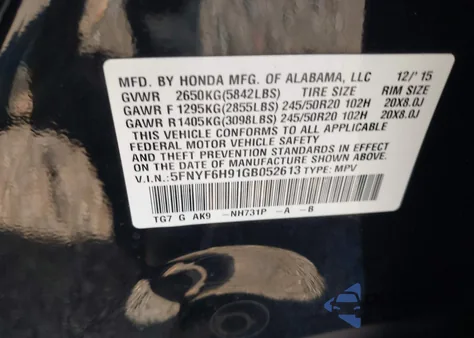 MFD. BY HONDA MFG. OF ALABAMA, LLC 12/'15
GVWR 2650KG(5842LBS) TIRE SIZE RIM SIZE
GAWR F 1295KG(2855LBS) 245/50R20 102H 20X8.0J
GAWR R1405KG(3098LBS) 245/50R20 102H 20X8.0J
THIS VEHICLE CONFORMS TO ALL APPLICABLE
FEDERAL MOTOR VEHICLE SAFETY AND
THEFT PREVENTION STANDARDS IN EFFECT
ON THE DATE OF MANUFACTURE SHOWN ABOVE.
V.I.N.: 5FNYF6H91GB052613 TYPE: MPV
TG7 G AK9 -NH731P -A -B